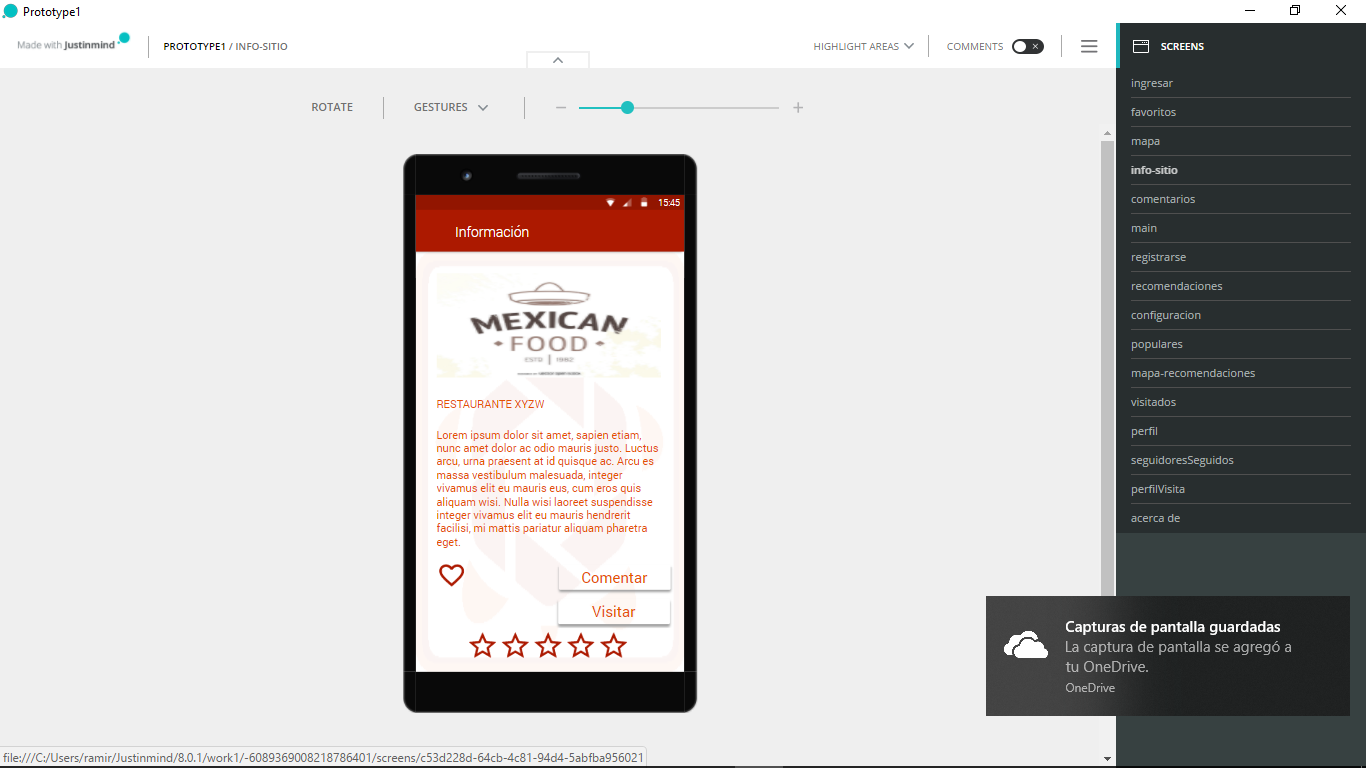 Prototype1
Made with Justinmind
PROTOTYPE1 / INFO-SITIO
HIGHLIGHT AREAS
COMMENTS
SCREENS
ROTATE
GESTURES
ingresar
favoritos
mapa
info-sitio
comentarios
main
registrarse
recomendaciones
configuracion
populares
mapa-recomendaciones
visitados
perfil
seguidoresSeguidos
perfilVisita
acerca de
15:45
Información
MEXICAN
FOOD
ESTD 1982
RESTAURANTE XYZW
Lorem ipsum dolor sit amet, sapien etiam,
nunc amet dolor ac odio mauris justo. Luctus
arcu, urna praesent at id quisque ac. Arcu es
massa vestibulum malesuada, integer
vivamus elit eu mauris eus, cum eros quis
aliquam wisi. Nulla wisi laoreet suspendisse
integer vivamus elit eu mauris hendrerit
facilisi, mi mattis pariatur aliquam pharetra
eget.
Comentar
Visitar
Capturas de pantalla guardadas
La captura de pantalla se agregó a
tu OneDrive.
OneDrive
file:///C:/Users/ramir/Justinmind/8.0.1/work1/-6089369008218786401/screens/c53d228d-64cb-4c81-94d4-5abfba956021